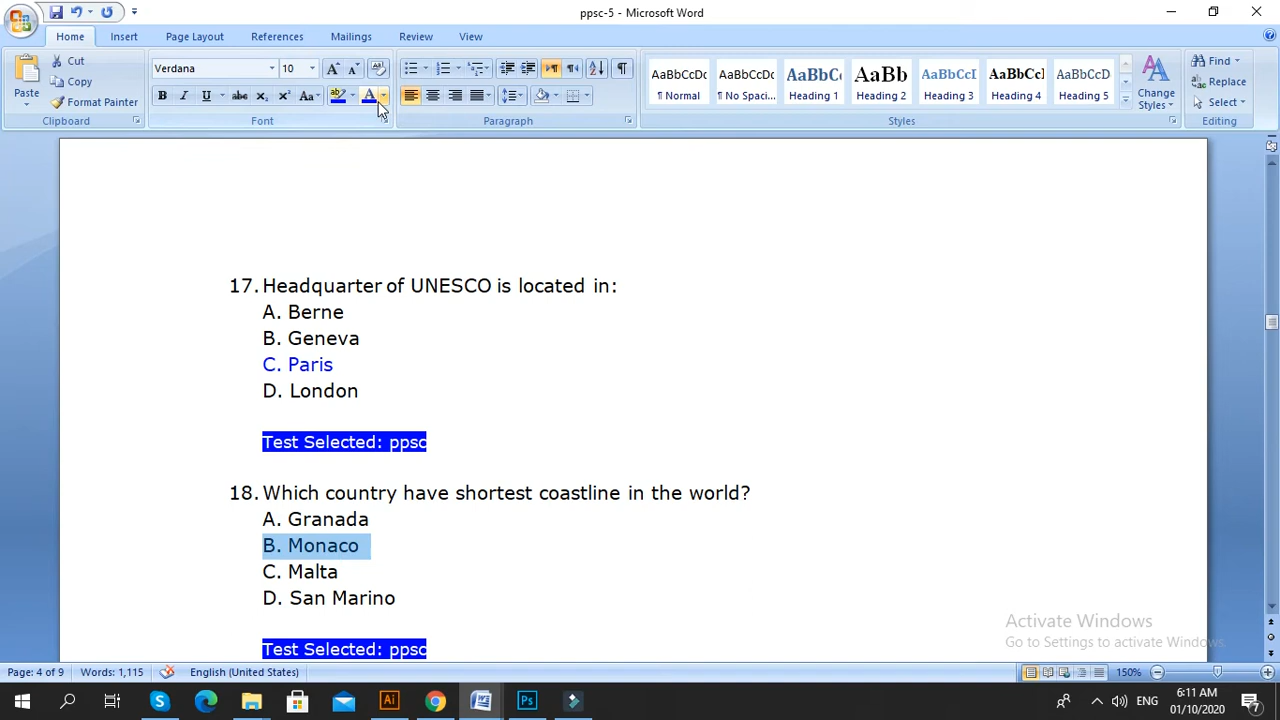 ppsc-5 - Microsoft Word
Home Insert Page Layout References Mailings Review View
Paste
Cut
Copy
Format Painter
Clipboard
Verdana 10
Font
Paragraph
AaBbCcDc AaBbCcDc AaBbC AaBb AaBbCcI AaBbCcI AaBbCcD
¶ Normal ¶ No Spaci... Heading 1 Heading 2 Heading 3 Heading 4 Heading 5
Change Styles
Styles
Find
Replace
Select
Editing
17. Headquarter of UNESCO is located in:
A. Berne
B. Geneva
C. Paris
D. London
Test Selected: ppsc
18. Which country have shortest coastline in the world?
A. Granada
B. Monaco
C. Malta
D. San Marino
Test Selected: ppsc
Activate Windows
Go to Settings to activate Windows.
Page: 4 of 9 Words: 1,115 English (United States) 150%
ENG
6:11 AM
01/10/2020
7